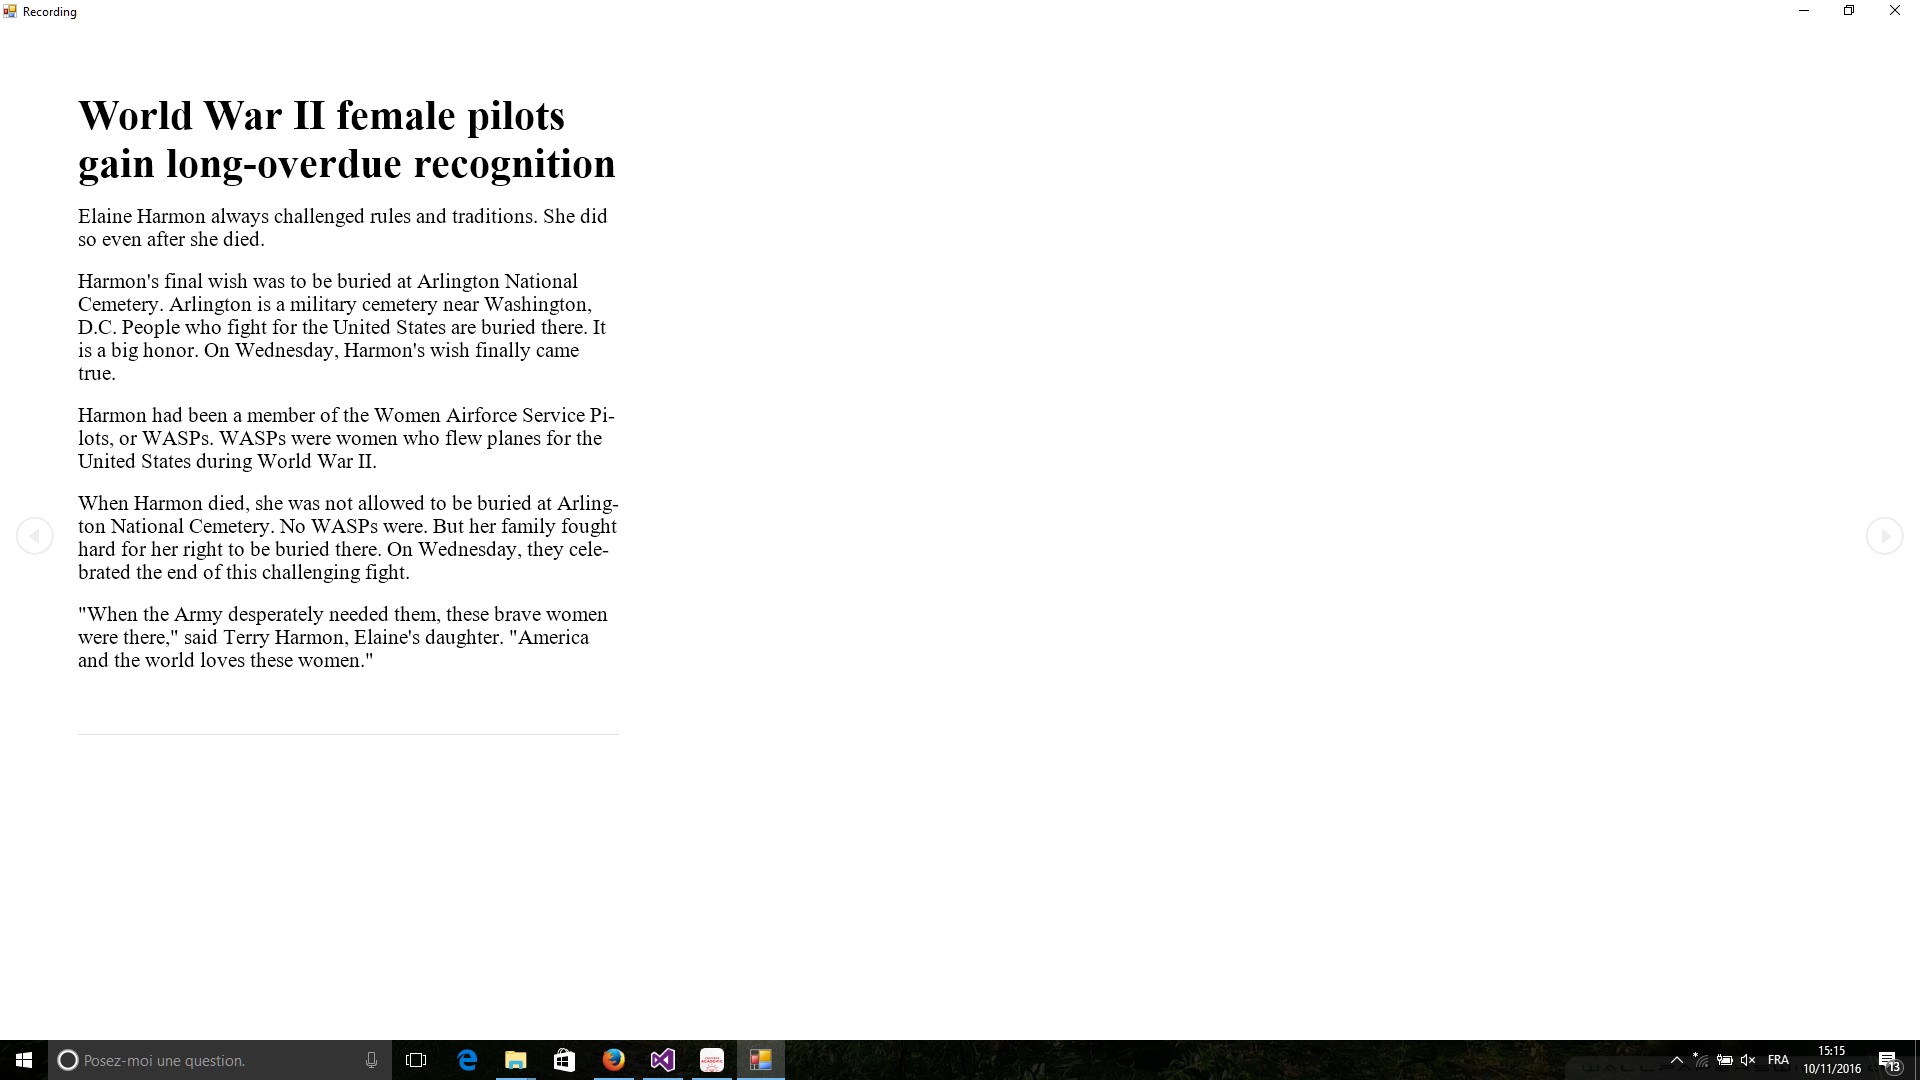 Recording
World War II female pilots
gain long-overdue recognition
Elaine Harmon always challenged rules and traditions. She did
so even after she died.
Harmon's final wish was to be buried at Arlington National
Cemetery. Arlington is a military cemetery near Washington,
D.C. People who fight for the United States are buried there. It
is a big honor. On Wednesday, Harmon's wish finally came
true.
Harmon had been a member of the Women Airforce Service Pi-
lots, or WASPs. WASPs were women who flew planes for the
United States during World War II.
When Harmon died, she was not allowed to be buried at Arling-
ton National Cemetery. No WASPs were. But her family fought
hard for her right to be buried there. On Wednesday, they cele-
brated the end of this challenging fight.
"When the Army desperately needed them, these brave women
were there," said Terry Harmon, Elaine's daughter. "America
and the world loves these women."
Posez-moi une question.
ACADEMIC
FRA
15:15
10/11/2016
13